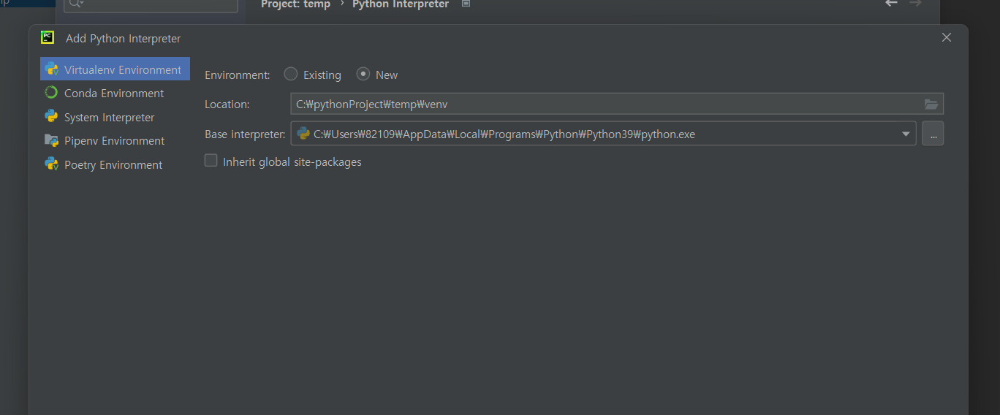 Project: temp › Python Interpreter
Add Python Interpreter
Virtualenv Environment
Conda Environment
System Interpreter
Pipenv Environment
Poetry Environment
Environment: Existing New
Location: C:₩pythonProject₩temp₩venv
Base interpreter: C:₩Users₩82109₩AppData₩Local₩Programs₩Python₩Python39₩python.exe ...
Inherit global site-packages